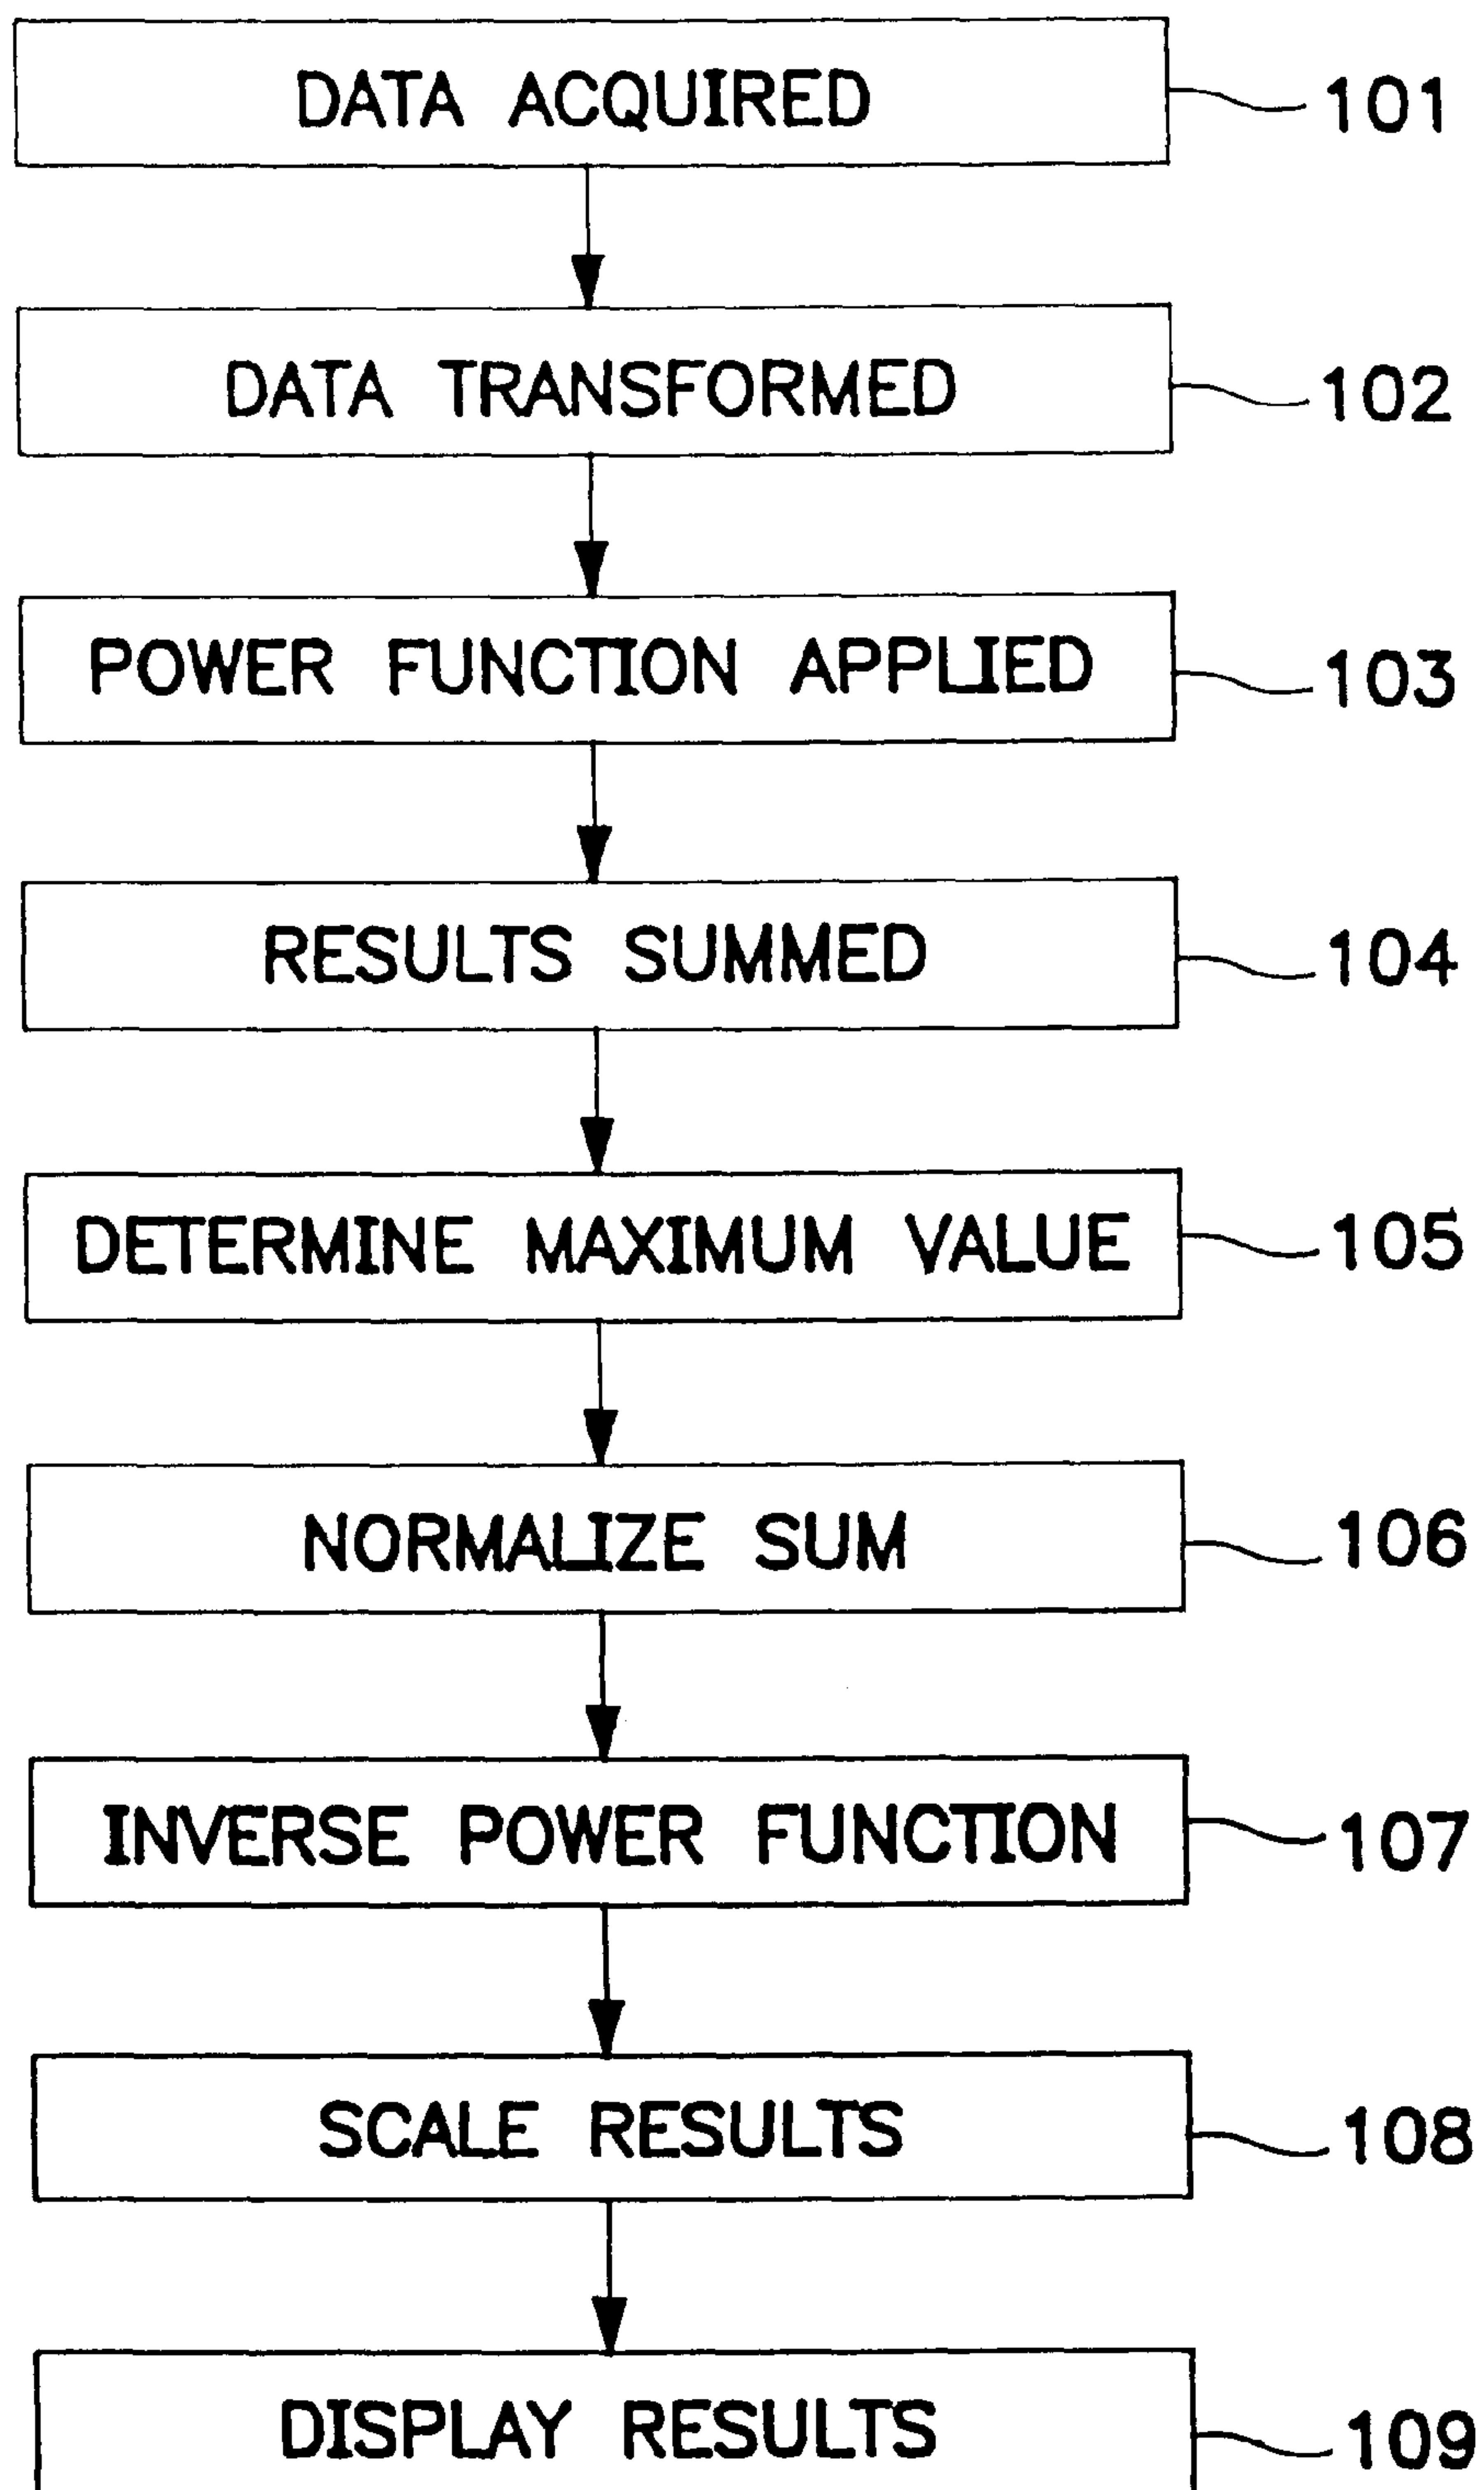 DATA ACQUIRED 101
DATA TRANSFORMED 102
POWER FUNCTION APPLIED 103
RESULTS SUMMED 104
DETERMINE MAXIMUM VALUE 105
NORMALIZE SUM 106
INVERSE POWER FUNCTION 107
SCALE RESULTS 108
DISPLAY RESULTS 109